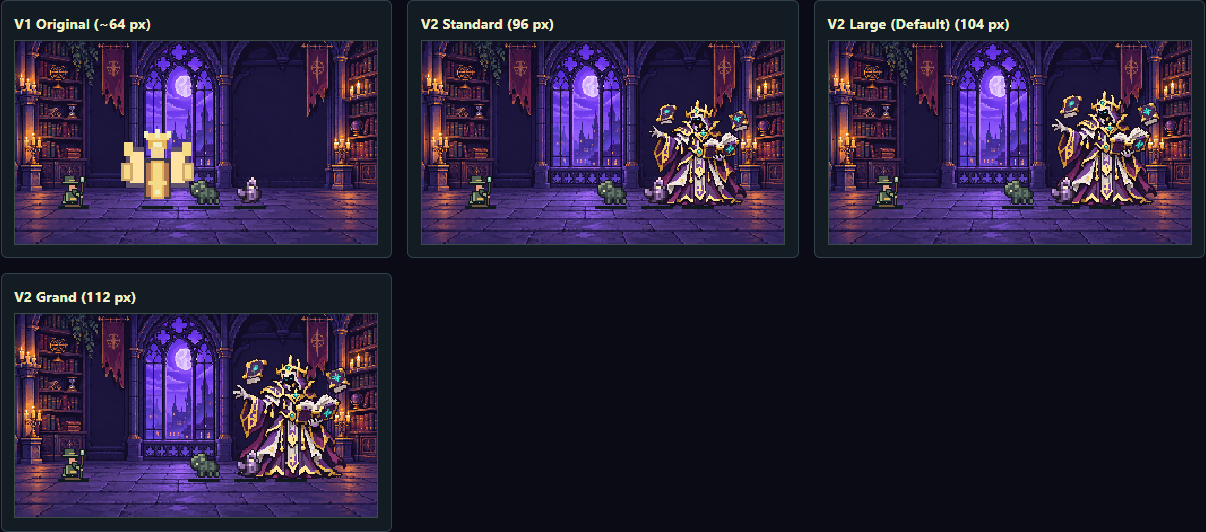 V1 Original (~64 px)
V2 Standard (96 px)
V2 Large (Default) (104 px)
V2 Grand (112 px)